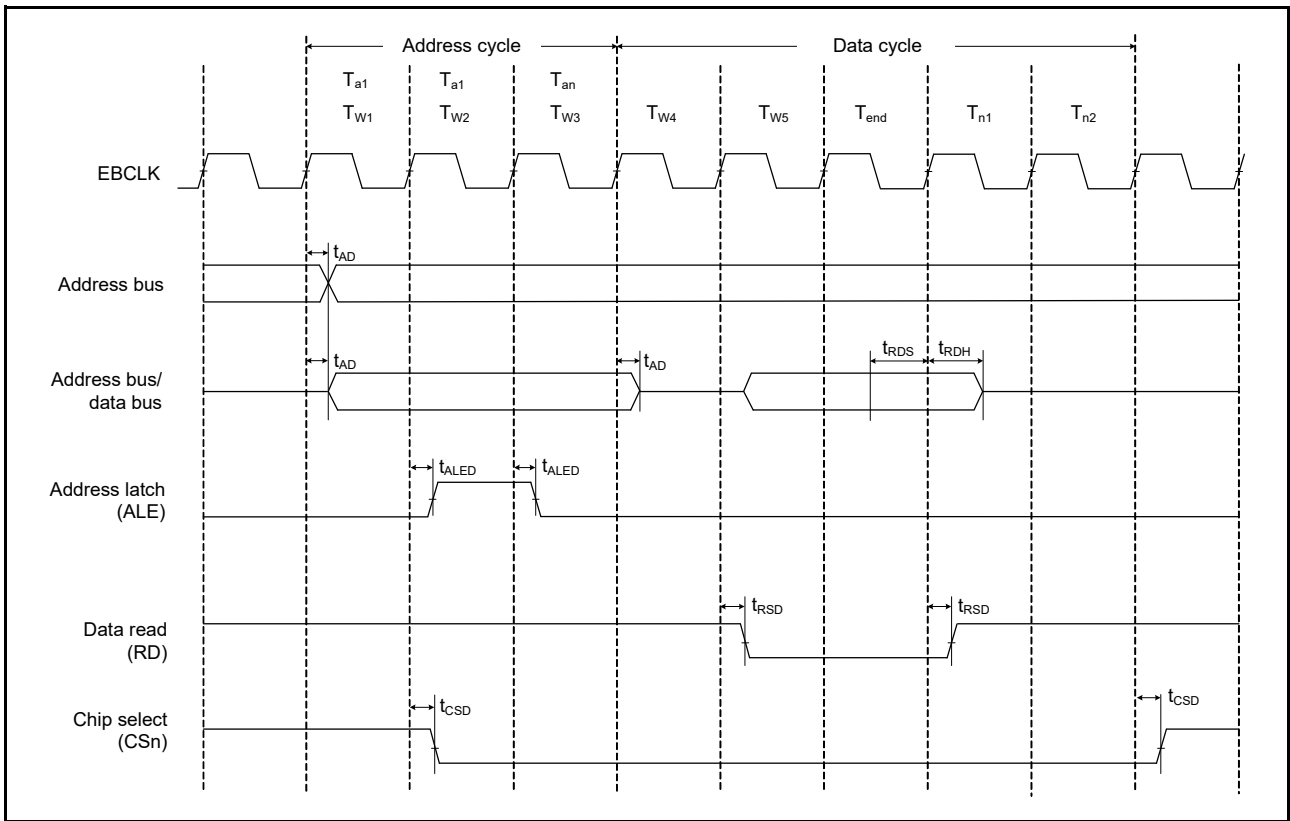 Address cycle Data cycle
Ta1 Ta1 Tan
TW1 TW2 TW3 TW4 TW5 Tend Tn1 Tn2
EBCLK
tAD
Address bus
tAD tAD tRDS tRDH
Address bus/
data bus
tALED tALED
Address latch
(ALE)
tRSD tRSD
Data read
(RD)
tCSD tCSD
Chip select
(CSn)